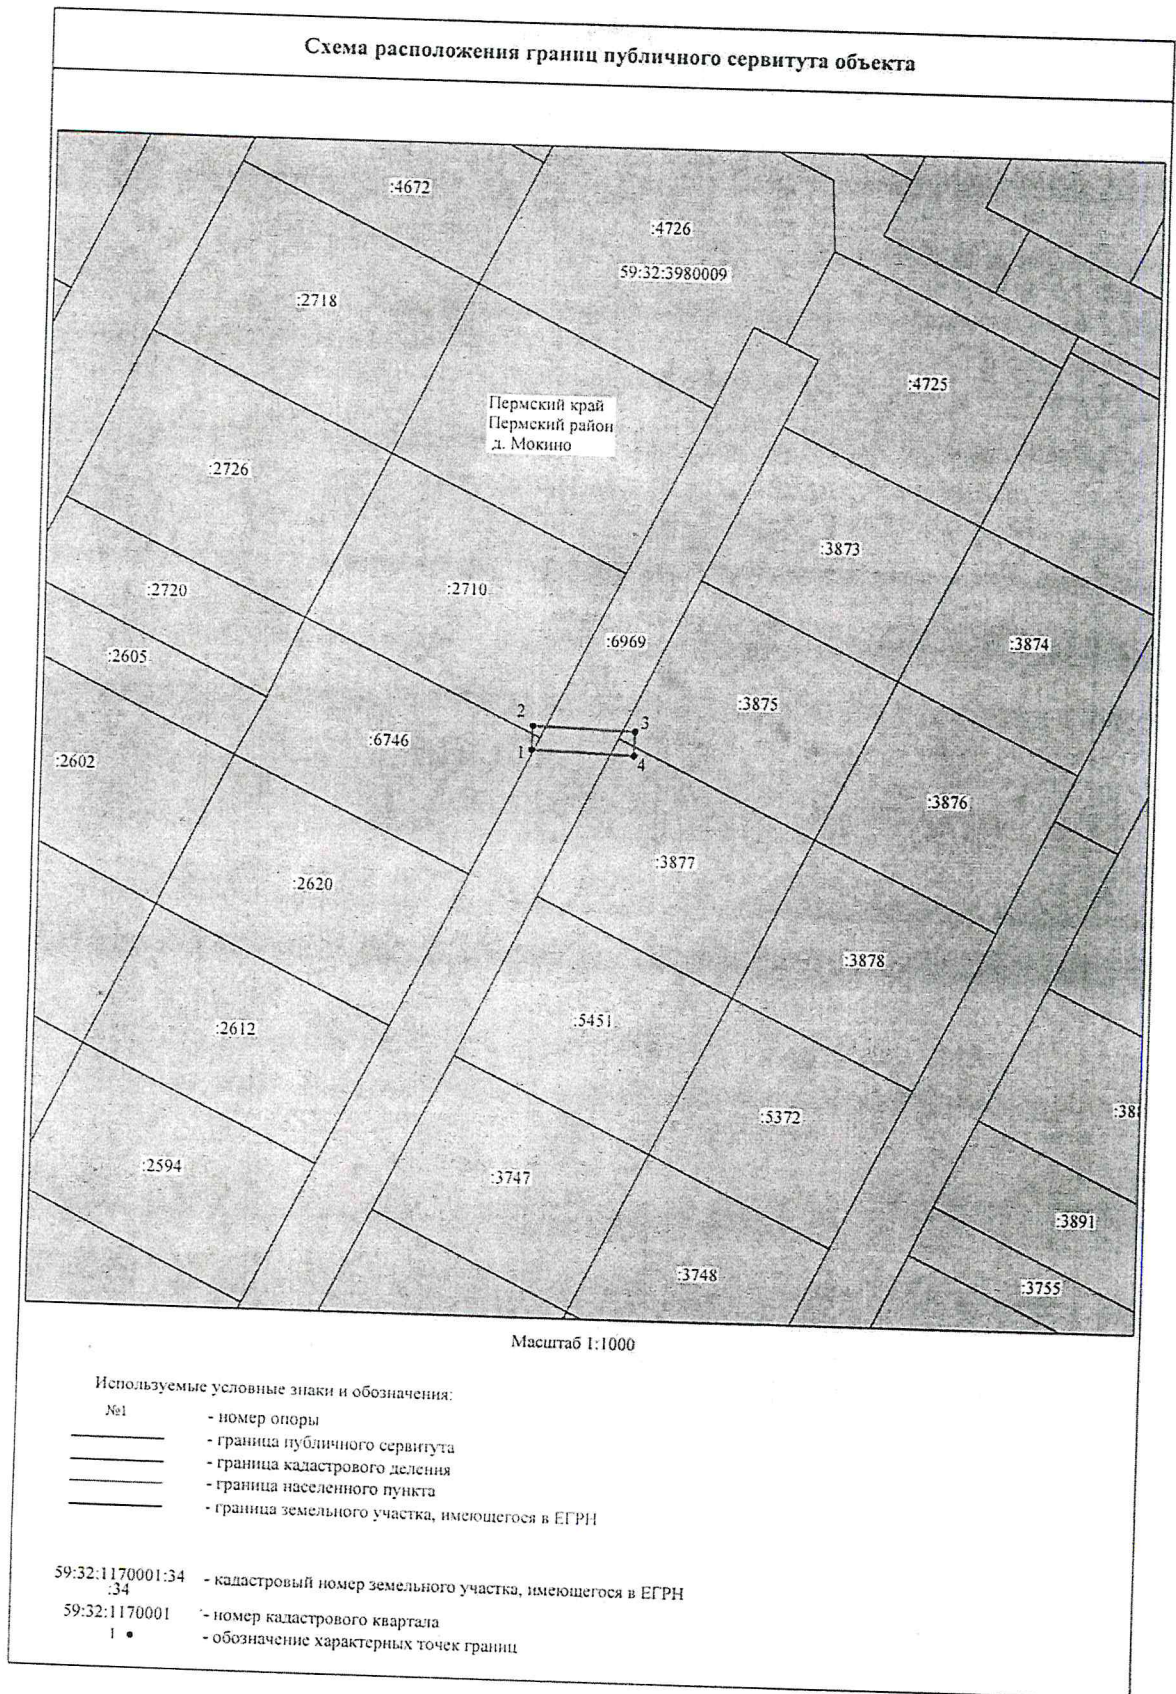 Схема расположения границ публичного сервитута объекта
:4672
:4726
59:32:3980009
:2718
:4725
Пермский край
Пермский район
д. Мокино
:2726
:3873
:2720
:2710
:6969
:3874
:2605
:3875
2
3
:6746
1
4
:2602
:3876
:3877
:2620
:3878
:5451
:2612
:5372
:388
:2594
:3747
:3891
:3748
:3755
Масштаб 1:1000
Используемые условные знаки и обозначения:
№1 - номер опоры
- граница публичного сервитута
- граница кадастрового деления
- граница населенного пункта
- граница земельного участка, имеющегося в ЕГРН
59:32:1170001:34
:34 - кадастровый номер земельного участка, имеющегося в ЕГРН
59:32:1170001 - номер кадастрового квартала
1 - обозначение характерных точек границ